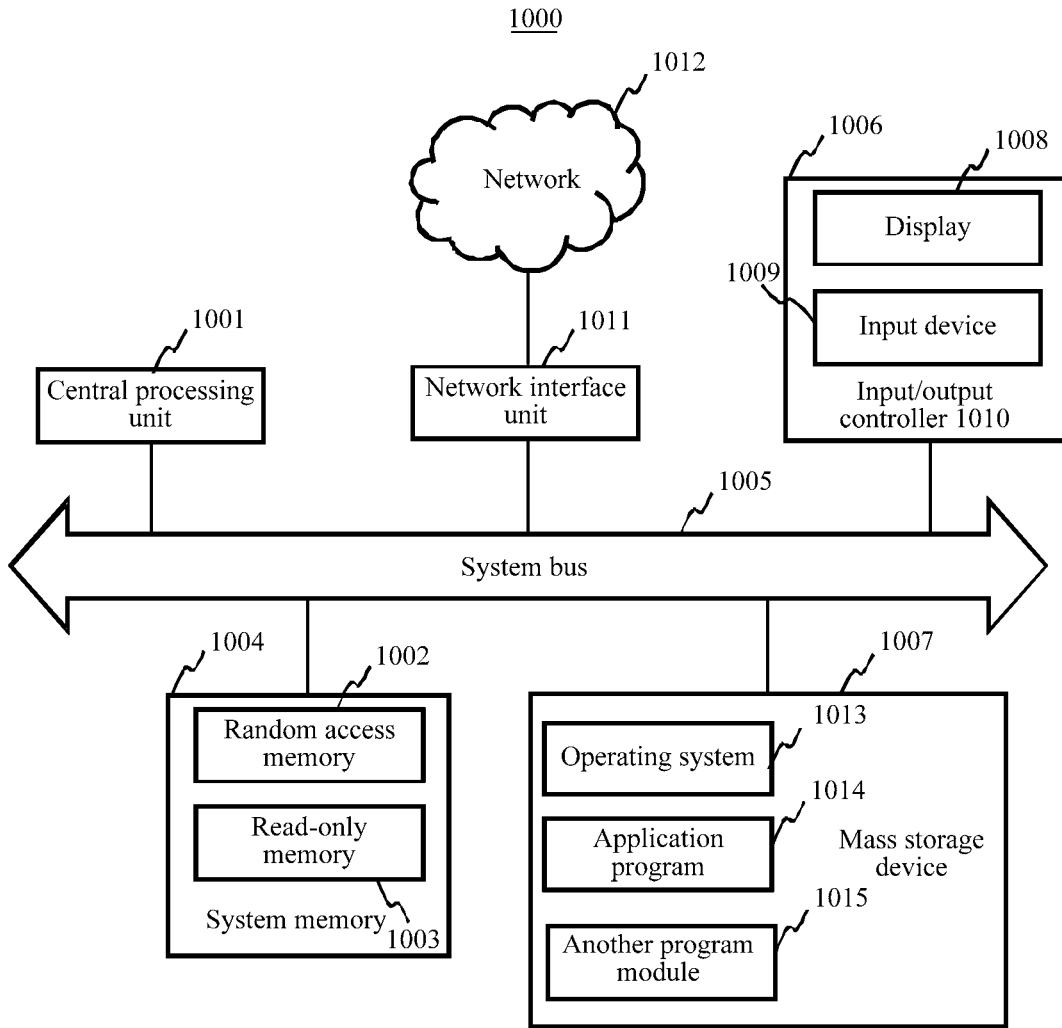 1000
1012
Network
1006
1008
Display
1009
Input device
Input/output
controller 1010
1001
Central processing
unit
1011
Network interface
unit
1005
System bus
1004
1002
Random access
memory
Read-only
memory
System memory
1003
1007
1013
Operating system
1014
Application
program
Mass storage
device
1015
Another program
module